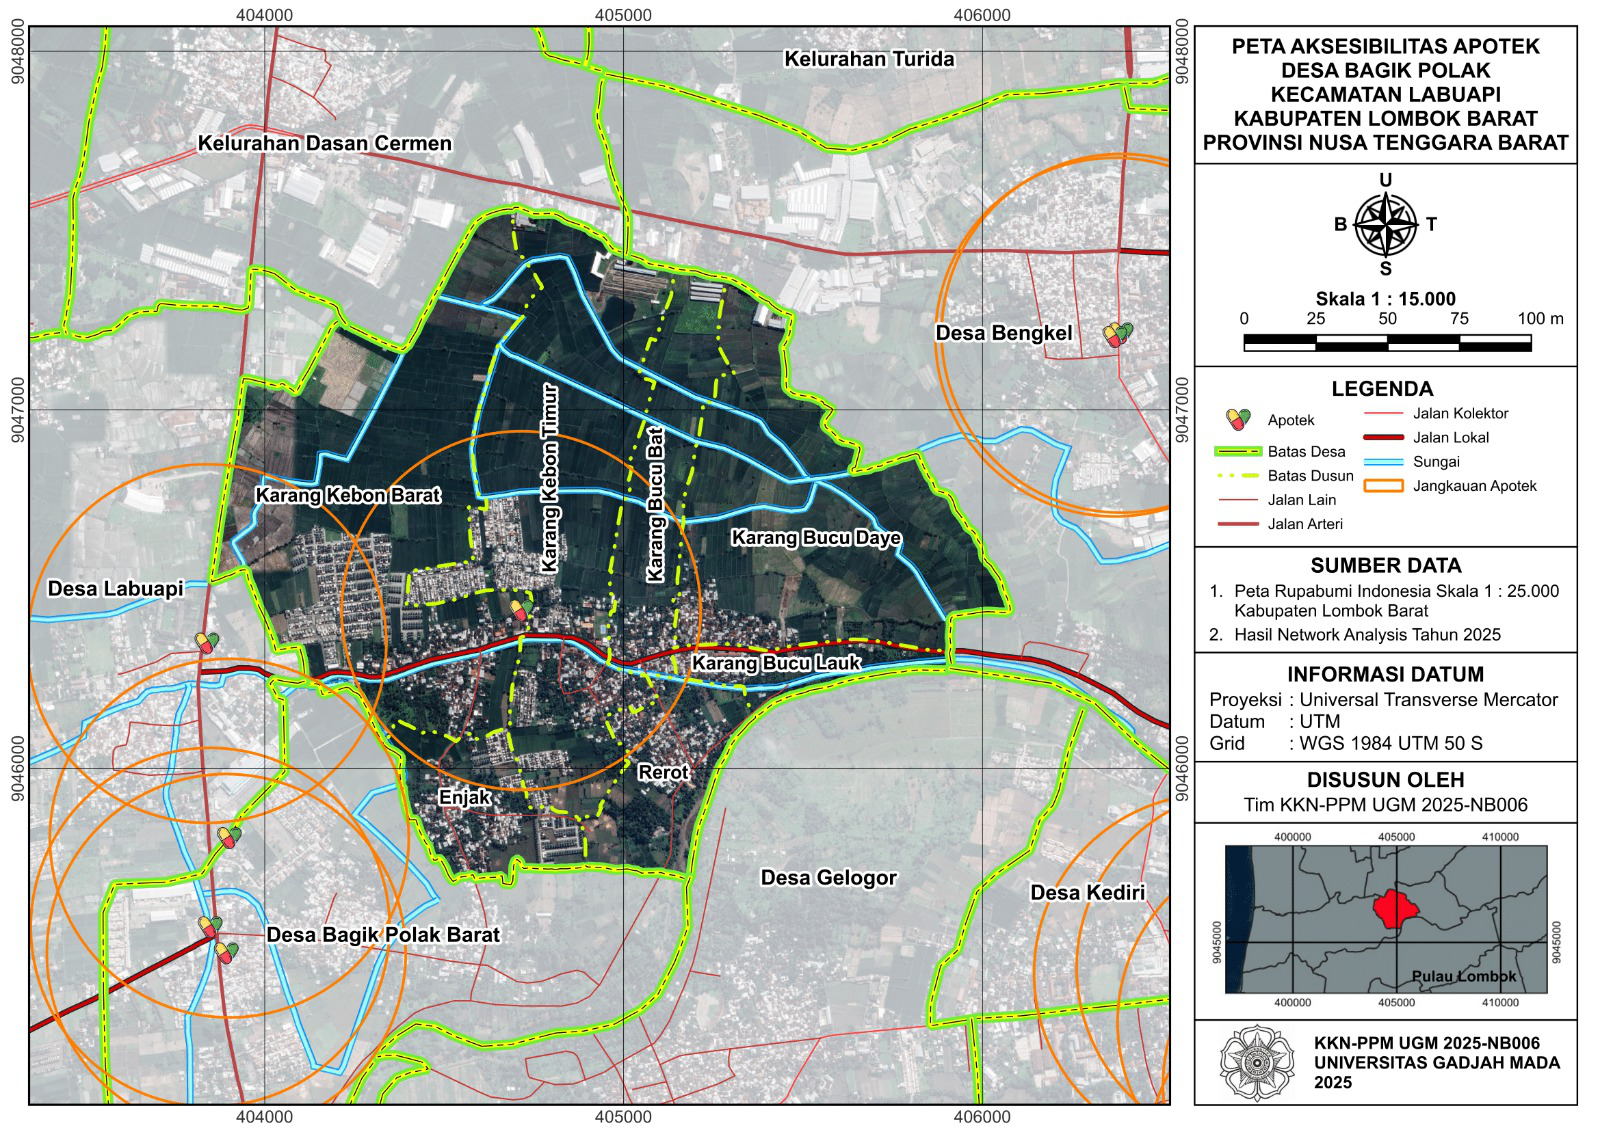 404000 405000 406000
9048000 9048000
9047000 9047000
9046000 9046000
404000 405000 406000
Kelurahan Turida
Kelurahan Dasan Cermen
Desa Bengkel
Karang Kebon Timur
Karang Bucu Bat
Karang Kebon Barat
Karang Bucu Daye
Desa Labuapi
Karang Bucu Lauk
Rerot
Enjak
Desa Gelogor
Desa Kediri
Desa Bagik Polak Barat
PETA AKSESIBILITAS APOTEK
DESA BAGIK POLAK
KECAMATAN LABUAPI
KABUPATEN LOMBOK BARAT
PROVINSI NUSA TENGGARA BARAT
U
B T
S
Skala 1 : 15.000
0 25 50 75 100 m
LEGENDA
Apotek
Batas Desa
Batas Dusun
Jalan Lain
Jalan Arteri
Jalan Kolektor
Jalan Lokal
Sungai
Jangkauan Apotek
SUMBER DATA
1. Peta Rupabumi Indonesia Skala 1 : 25.000
Kabupaten Lombok Barat
2. Hasil Network Analysis Tahun 2025
INFORMASI DATUM
Proyeksi : Universal Transverse Mercator
Datum : UTM
Grid : WGS 1984 UTM 50 S
DISUSUN OLEH
Tim KKN-PPM UGM 2025-NB006
400000 405000 410000
9045000 9045000
Pulau Lombok
400000 405000 410000
KKN-PPM UGM 2025-NB006
UNIVERSITAS GADJAH MADA
2025